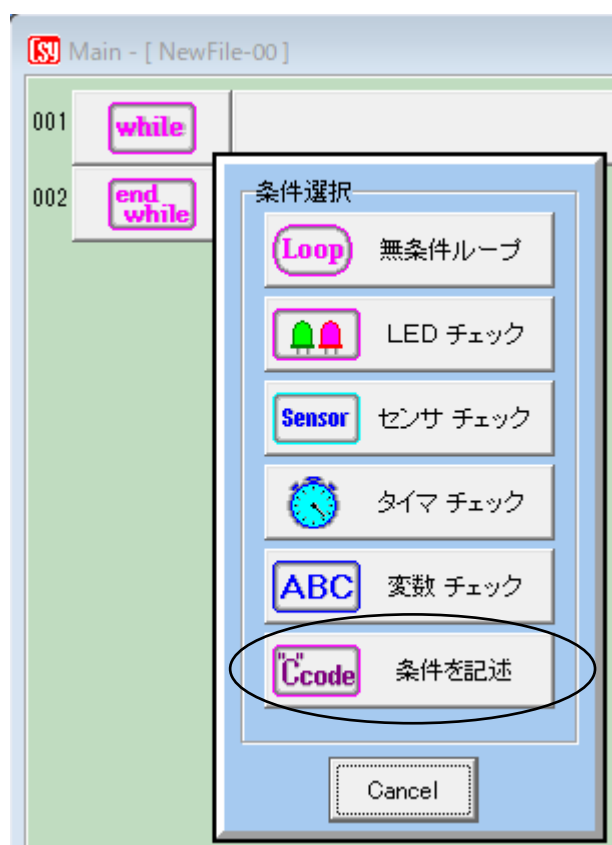 CSy Main - [ NewFile-00 ]
001 while
002 end while
条件選択
Loop 無条件ループ
LED チェック
Sensor センサ チェック
タイマ チェック
ABC 変数 チェック
"C"code 条件を記述
Cancel